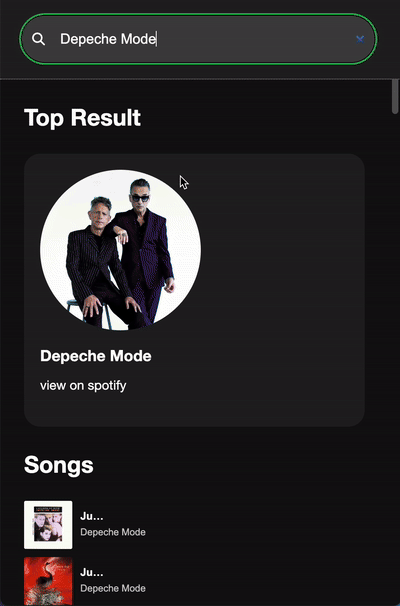 Depeche Mode
Top Result
Depeche Mode
view on spotify
Songs
Ju...
Depeche Mode
Ju...
Depeche Mode